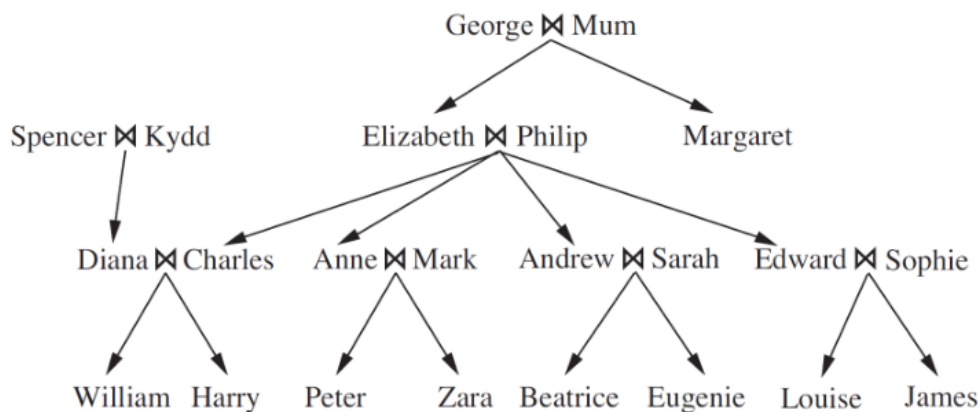 George ⋈ Mum
Spencer ⋈ Kydd Elizabeth ⋈ Philip Margaret
Diana ⋈ Charles Anne ⋈ Mark Andrew ⋈ Sarah Edward ⋈ Sophie
William Harry Peter Zara Beatrice Eugenie Louise James